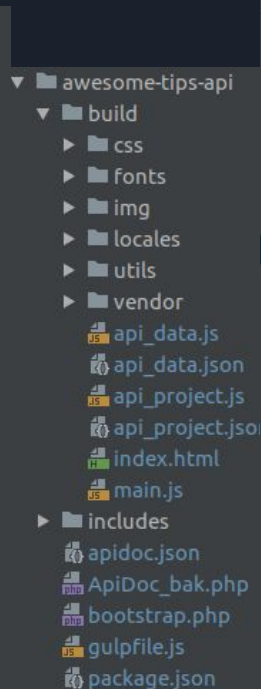 awesome-tips-api
build
css
fonts
img
locales
utils
vendor
api_data.js
api_data.json
api_project.js
api_project.jso
index.html
main.js
includes
apidoc.json
ApiDoc_bak.php
bootstrap.php
gulpfile.js
package.json